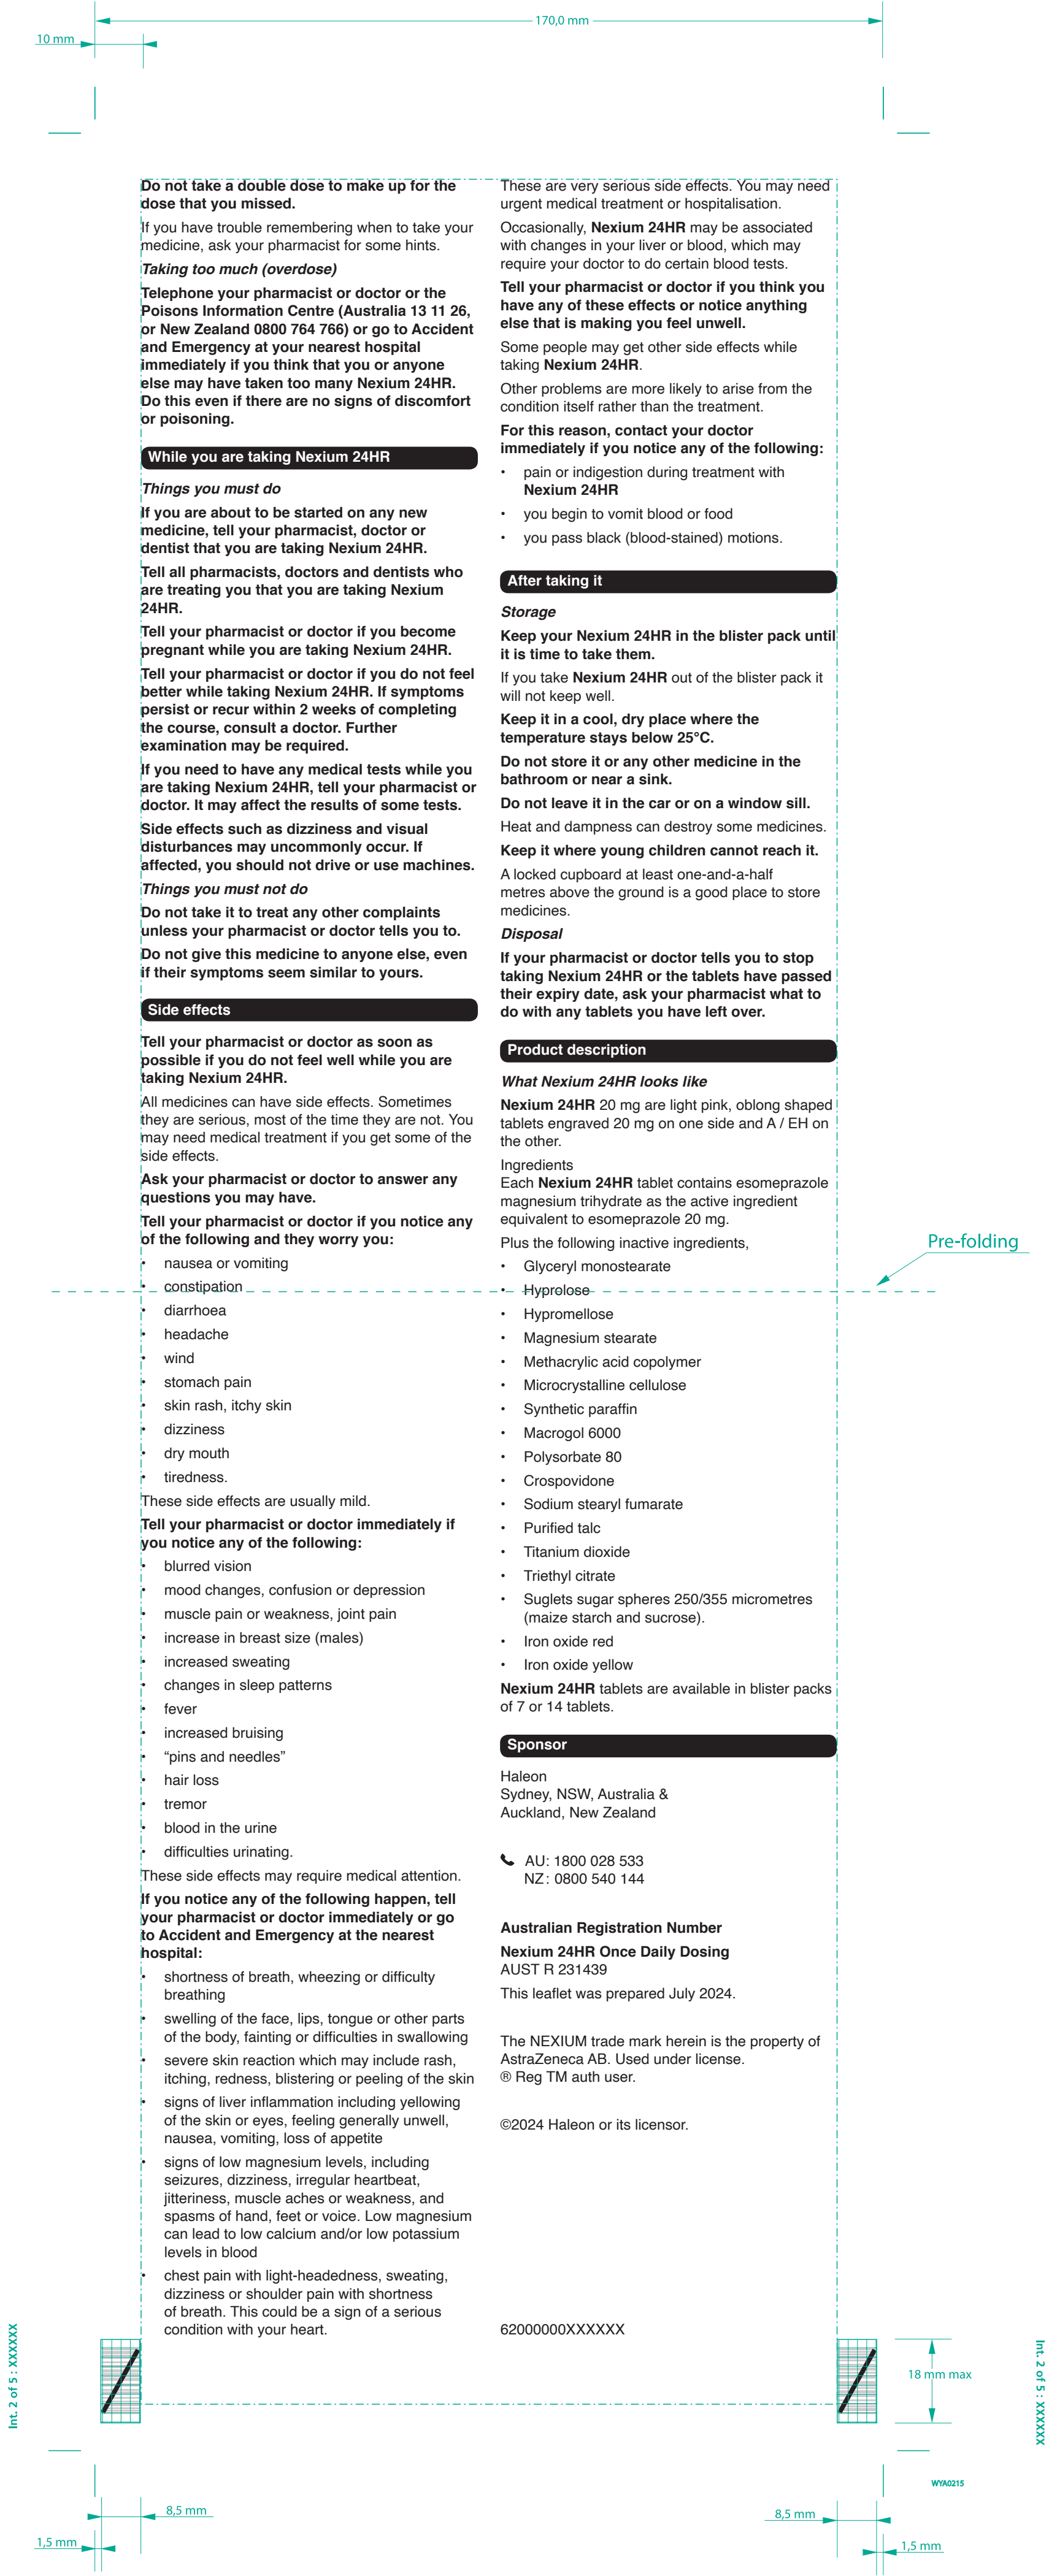 170,0 mm
10 mm
Do not take a double dose to make up for the
dose that you missed.
If you have trouble remembering when to take your
medicine, ask your pharmacist for some hints.
Taking too much (overdose)
Telephone your pharmacist or doctor or the
Poisons Information Centre (Australia 13 11 26,
or New Zealand 0800 764 766) or go to Accident
and Emergency at your nearest hospital
immediately if you think that you or anyone
else may have taken too many Nexium 24HR.
Do this even if there are no signs of discomfort
or poisoning.
While you are taking Nexium 24HR
Things you must do
If you are about to be started on any new
medicine, tell your pharmacist, doctor or
dentist that you are taking Nexium 24HR.
Tell all pharmacists, doctors and dentists who
are treating you that you are taking Nexium
24HR.
Tell your pharmacist or doctor if you become
pregnant while you are taking Nexium 24HR.
Tell your pharmacist or doctor if you do not feel
better while taking Nexium 24HR. If symptoms
persist or recur within 2 weeks of completing
the course, consult a doctor. Further
examination may be required.
If you need to have any medical tests while you
are taking Nexium 24HR, tell your pharmacist or
doctor. It may affect the results of some tests.
Side effects such as dizziness and visual
disturbances may uncommonly occur. If
affected, you should not drive or use machines.
Things you must not do
Do not take it to treat any other complaints
unless your pharmacist or doctor tells you to.
Do not give this medicine to anyone else, even
if their symptoms seem similar to yours.
Side effects
Tell your pharmacist or doctor as soon as
possible if you do not feel well while you are
taking Nexium 24HR.
All medicines can have side effects. Sometimes
they are serious, most of the time they are not. You
may need medical treatment if you get some of the
side effects.
Ask your pharmacist or doctor to answer any
questions you may have.
Tell your pharmacist or doctor if you notice any
of the following and they worry you:
• nausea or vomiting
• constipation
• diarrhoea
• headache
• wind
• stomach pain
• skin rash, itchy skin
• dizziness
• dry mouth
• tiredness.
These side effects are usually mild.
Tell your pharmacist or doctor immediately if
you notice any of the following:
• blurred vision
• mood changes, confusion or depression
• muscle pain or weakness, joint pain
• increase in breast size (males)
• increased sweating
• changes in sleep patterns
• fever
• increased bruising
• “pins and needles”
• hair loss
• tremor
• blood in the urine
• difficulties urinating.
These side effects may require medical attention.
If you notice any of the following happen, tell
your pharmacist or doctor immediately or go
to Accident and Emergency at the nearest
hospital:
• shortness of breath, wheezing or difficulty
breathing
• swelling of the face, lips, tongue or other parts
of the body, fainting or difficulties in swallowing
• severe skin reaction which may include rash,
itching, redness, blistering or peeling of the skin
• signs of liver inflammation including yellowing
of the skin or eyes, feeling generally unwell,
nausea, vomiting, loss of appetite
• signs of low magnesium levels, including
seizures, dizziness, irregular heartbeat,
jitteriness, muscle aches or weakness, and
spasms of hand, feet or voice. Low magnesium
can lead to low calcium and/or low potassium
levels in blood
• chest pain with light-headedness, sweating,
dizziness or shoulder pain with shortness
of breath. This could be a sign of a serious
condition with your heart.
These are very serious side effects. You may need
urgent medical treatment or hospitalisation.
Occasionally, Nexium 24HR may be associated
with changes in your liver or blood, which may
require your doctor to do certain blood tests.
Tell your pharmacist or doctor if you think you
have any of these effects or notice anything
else that is making you feel unwell.
Some people may get other side effects while
taking Nexium 24HR.
Other problems are more likely to arise from the
condition itself rather than the treatment.
For this reason, contact your doctor
immediately if you notice any of the following:
• pain or indigestion during treatment with
Nexium 24HR
• you begin to vomit blood or food
• you pass black (blood-stained) motions.
After taking it
Storage
Keep your Nexium 24HR in the blister pack until
it is time to take them.
If you take Nexium 24HR out of the blister pack it
will not keep well.
Keep it in a cool, dry place where the
temperature stays below 25°C.
Do not store it or any other medicine in the
bathroom or near a sink.
Do not leave it in the car or on a window sill.
Heat and dampness can destroy some medicines.
Keep it where young children cannot reach it.
A locked cupboard at least one-and-a-half
metres above the ground is a good place to store
medicines.
Disposal
If your pharmacist or doctor tells you to stop
taking Nexium 24HR or the tablets have passed
their expiry date, ask your pharmacist what to
do with any tablets you have left over.
Product description
What Nexium 24HR looks like
Nexium 24HR 20 mg are light pink, oblong shaped
tablets engraved 20 mg on one side and A / EH on
the other.
Ingredients
Each Nexium 24HR tablet contains esomeprazole
magnesium trihydrate as the active ingredient
equivalent to esomeprazole 20 mg.
Plus the following inactive ingredients,
• Glyceryl monostearate
• Hyprolose
• Hypromellose
• Magnesium stearate
• Methacrylic acid copolymer
• Microcrystalline cellulose
• Synthetic paraffin
• Macrogol 6000
• Polysorbate 80
• Crospovidone
• Sodium stearyl fumarate
• Purified talc
• Titanium dioxide
• Triethyl citrate
• Suglets sugar spheres 250/355 micrometres
(maize starch and sucrose).
• Iron oxide red
• Iron oxide yellow
Nexium 24HR tablets are available in blister packs
of 7 or 14 tablets.
Sponsor
Haleon
Sydney, NSW, Australia &
Auckland, New Zealand
AU: 1800 028 533
NZ: 0800 540 144
Australian Registration Number
Nexium 24HR Once Daily Dosing
AUST R 231439
This leaflet was prepared July 2024.
The NEXIUM trade mark herein is the property of
AstraZeneca AB. Used under license.
® Reg TM auth user.
©2024 Haleon or its licensor.
62000000XXXXXX
Pre-folding
Int. 2 of 5 : XXXXXX
Int. 2 of 5 : XXXXXX
18 mm max
WYA0215
8,5 mm
8,5 mm
1,5 mm
1,5 mm